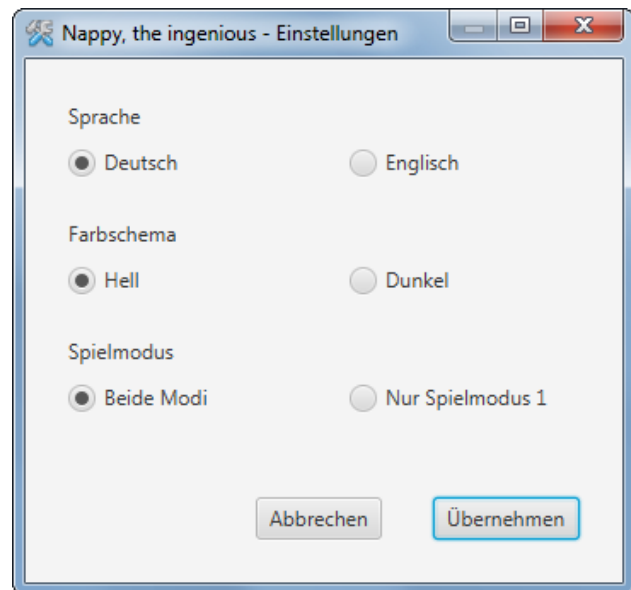 Nappy, the ingenious - Einstellungen
Sprache
Deutsch Englisch
Farbschema
Hell Dunkel
Spielmodus
Beide Modi Nur Spielmodus 1
Abbrechen Übernehmen